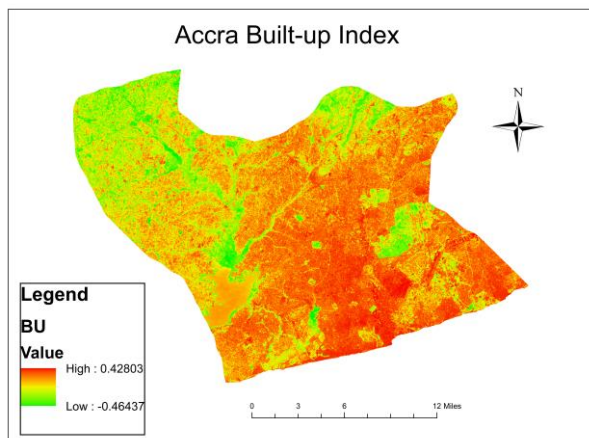 Accra Built-up Index
N
Legend
BU
Value
High : 0.42803
Low : -0.46437
0 3 6 12 Miles